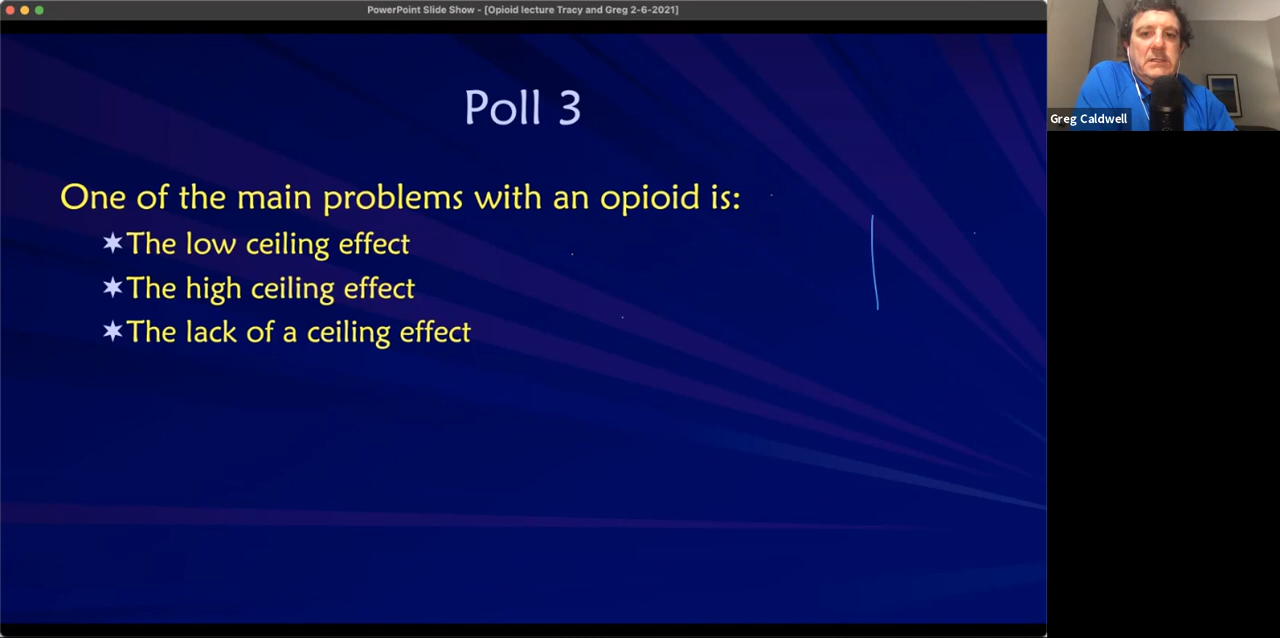 PowerPoint Slide Show - [Opioid lecture Tracy and Greg 2-6-2021]
Poll 3
One of the main problems with an opioid is:
The low ceiling effect
The high ceiling effect
The lack of a ceiling effect
Greg Caldwell